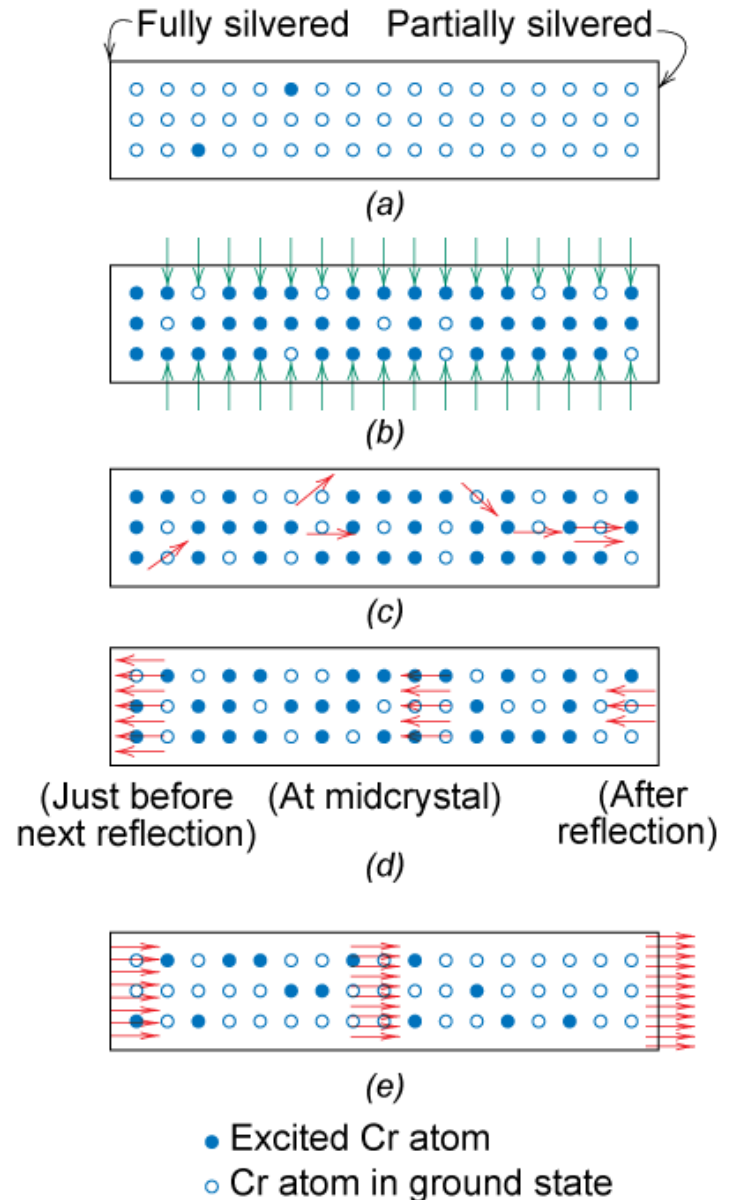 Fully silvered Partially silvered
(a)
(b)
(c)
(Just before next reflection)
(At midcrystal)
(After reflection)
(d)
(e)
Excited Cr atom
Cr atom in ground state